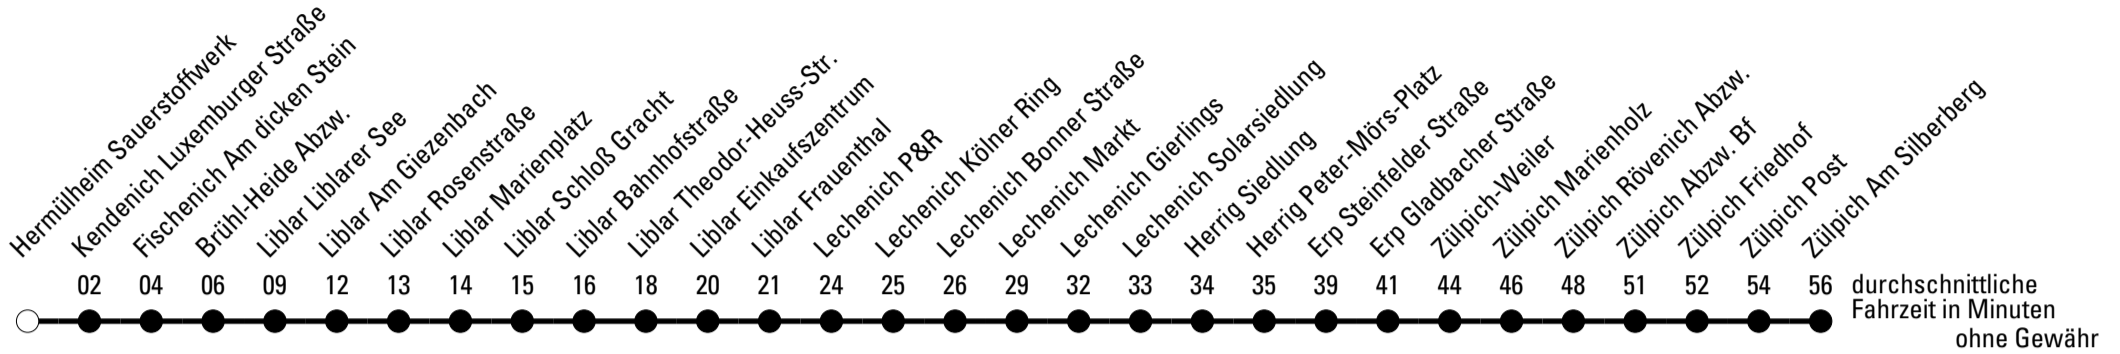 Hermülheim Sauerstoffwerk
Kendenich Luxemburger Straße
Fischenich Am dicken Stein
Brühl-Heide Abzw.
Liblar Liblarer See
Liblar Am Giezenbach
Liblar Rosenstraße
Liblar Marienplatz
Liblar Schloß Gracht
Liblar Bahnhofstraße
Liblar Theodor-Heuss-Str.
Liblar Einkaufszentrum
Liblar Frauenthal
Lechenich P&R
Lechenich Kölner Ring
Lechenich Bonner Straße
Lechenich Markt
Lechenich Gierlings
Lechenich Solarsiedlung
Herrig Siedlung
Herrig Peter-Mörs-Platz
Erp Steinfelder Straße
Erp Gladbacher Straße
Zülpich-Weiler
Zülpich Marienholz
Zülpich Rövenich Abzw.
Zülpich Abzw. Bf
Zülpich Friedhof
Zülpich Post
Zülpich Am Silberberg
02 04 06 09 12 13 14 15 16 18 20 21 24 25 26 29 32 33 34 35 39 41 44 46 48 51 52 54 56
durchschnittliche
Fahrzeit in Minuten
ohne Gewähr